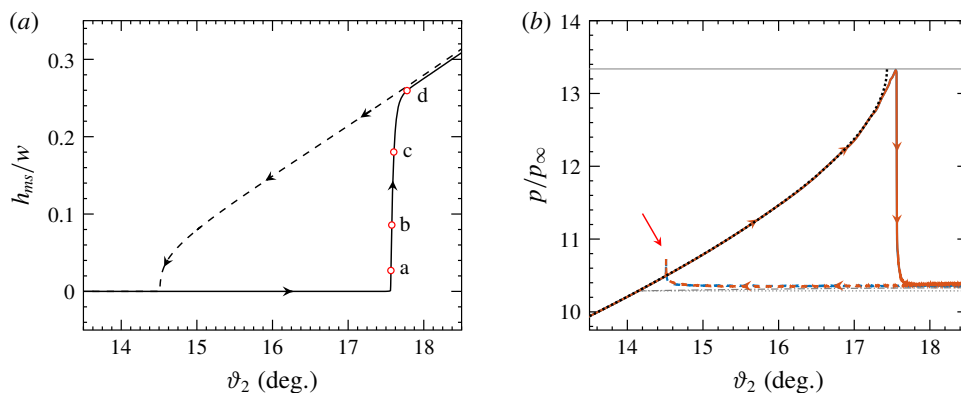 (a)
0.3
0.2
0.1
0
h_ms/w
14 15 16 17 18
ϑ₂ (deg.)
a
b
c
d
(b)
14
13
12
11
10
p/p_∞
14 15 16 17 18
ϑ₂ (deg.)